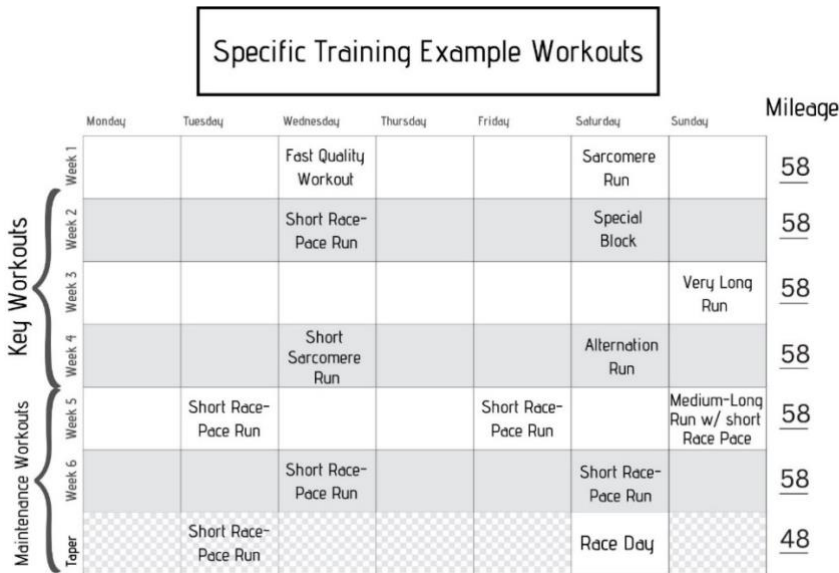 Specific Training Example Workouts
Mileage
Monday Tuesday Wednesday Thursday Friday Saturday Sunday
Key Workouts
Week 1
Fast Quality
Workout
Sarcomere
Run
58
Week 2
Short Race-
Pace Run
Special
Block
58
Week 3
Very Long
Run
58
Week 4
Short
Sarcomere
Run
Alternation
Run
58
Maintenance Workouts
Week 5
Short Race-
Pace Run
Short Race-
Pace Run
Medium-Long
Run w/ short
Race Pace
58
Week 6
Short Race-
Pace Run
Short Race-
Pace Run
58
Taper
Short Race-
Pace Run
Race Day
48